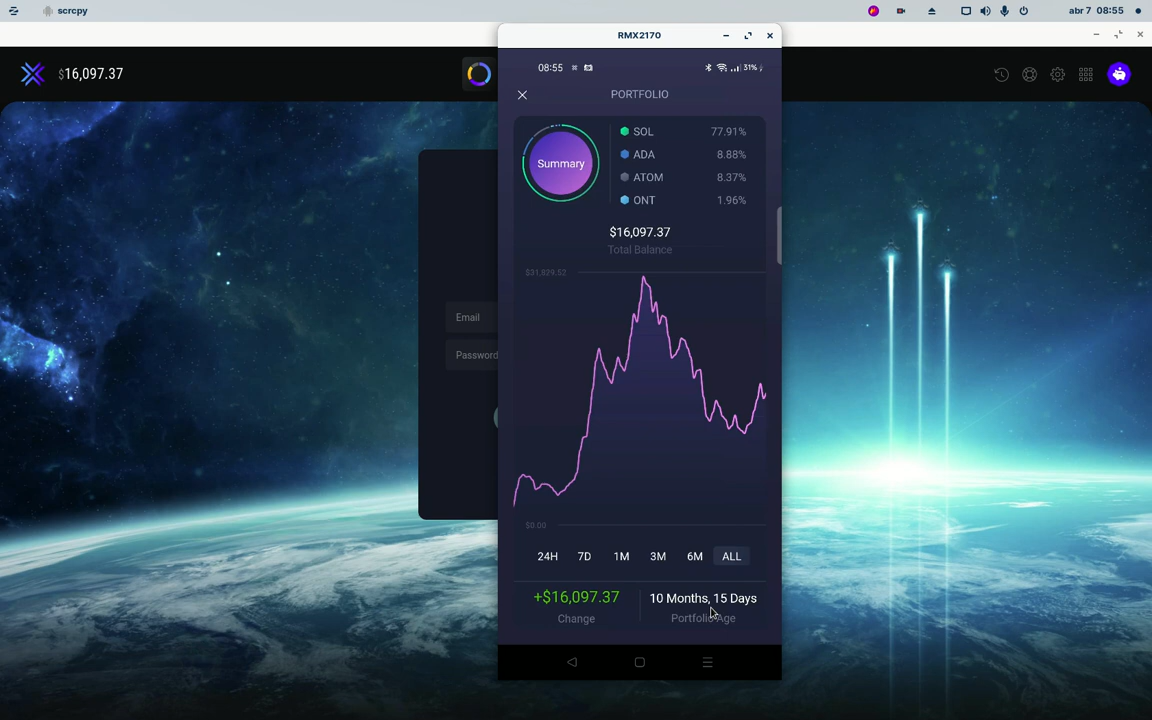 scrcpy
abr 7 08:55
RMX2170
$16,097.37
08:55
31%
PORTFOLIO
Summary
SOL 77.91%
ADA 8.88%
ATOM 8.37%
ONT 1.96%
$16,097.37
Total Balance
$31,839.52
Email
Password
$0.00
24H 7D 1M 3M 6M ALL
+$16,097.37 10 Months, 15 Days
Change Portfolio Age